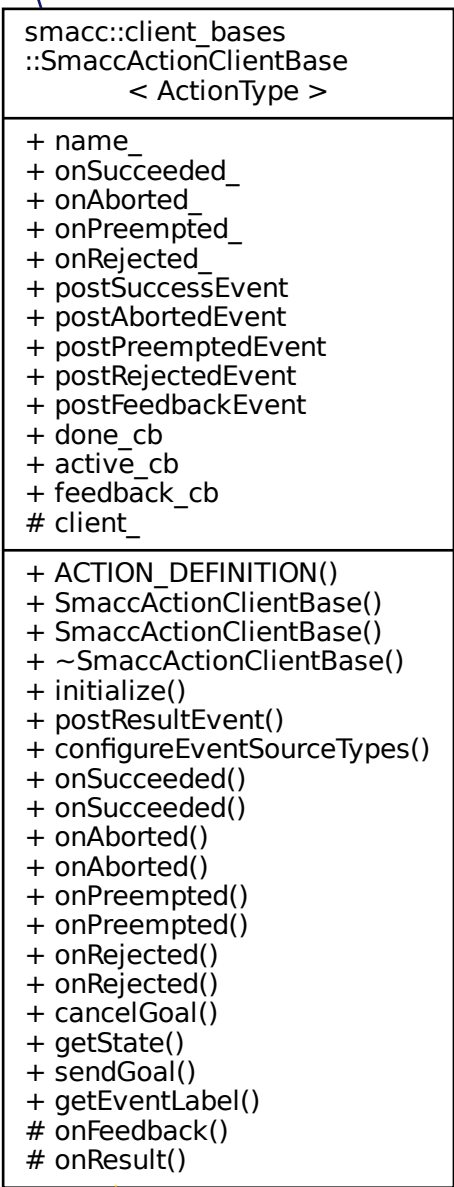 smacc::client_bases
::SmaccActionClientBase
< ActionType >
+ name_
+ onSucceeded_
+ onAborted_
+ onPreempted_
+ onRejected_
+ postSuccessEvent
+ postAbortedEvent
+ postPreemptedEvent
+ postRejectedEvent
+ postFeedbackEvent
+ done_cb
+ active_cb
+ feedback_cb
# client_
+ ACTION_DEFINITION()
+ SmaccActionClientBase()
+ SmaccActionClientBase()
+ ~SmaccActionClientBase()
+ initialize()
+ postResultEvent()
+ configureEventSourceTypes()
+ onSucceeded()
+ onSucceeded()
+ onAborted()
+ onAborted()
+ onPreempted()
+ onPreempted()
+ onRejected()
+ onRejected()
+ cancelGoal()
+ getState()
+ sendGoal()
+ getEventLabel()
# onFeedback()
# onResult()